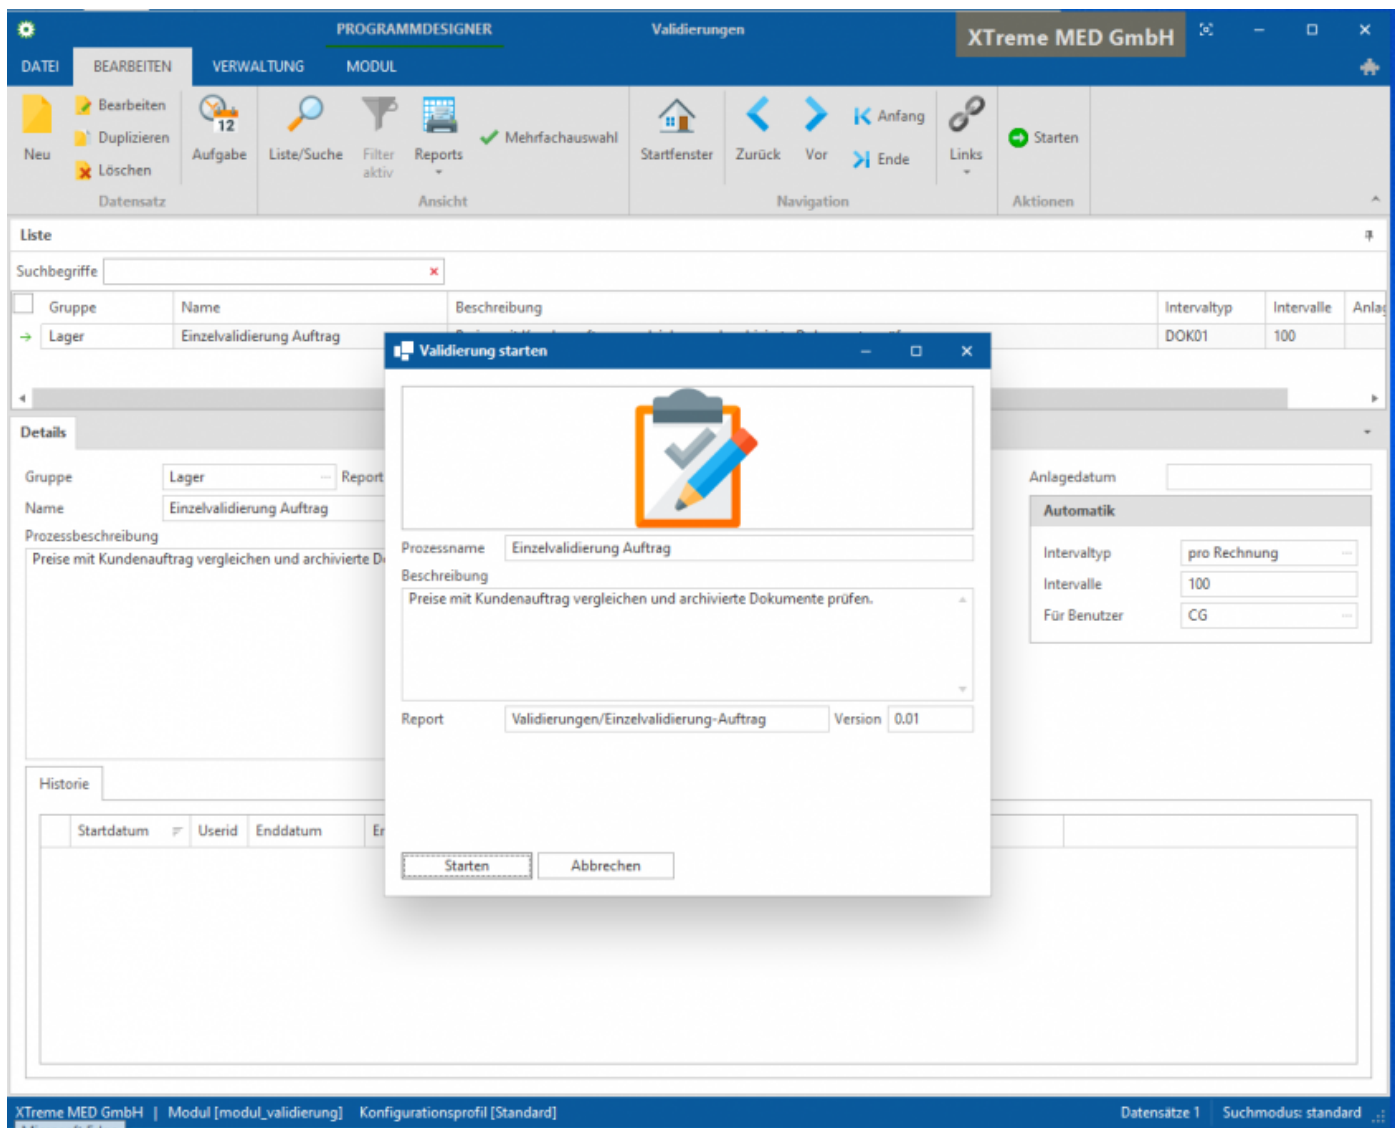 PROGRAMMDESIGNER Validierungen XTreme MED GmbH
DATEI BEARBEITEN VERWALTUNG MODUL
Neu Bearbeiten Duplizieren Löschen
12
Aufgabe Liste/Suche Filter aktiv Reports Mehrfachauswahl Startfenster Zurück Vor Anfang Ende Links Starten
Datensatz Ansicht Navigation Aktionen
Liste
Suchbegriffe
Gruppe Name Beschreibung Intervaltyp Intervalle
Lager Einzelvalidierung Auftrag DOK01 100
Validierung starten
Details
Gruppe Lager Report
Name Einzelvalidierung Auftrag
Prozessbeschreibung
Preise mit Kundenauftrag vergleichen und archivierte D
Prozessname Einzelvalidierung Auftrag
Beschreibung
Preise mit Kundenauftrag vergleichen und archivierte Dokumente prüfen.
Report Validierungen/Einzelvalidierung-Auftrag Version 0.01
Starten Abbrechen
Anlagedatum
Automatik
Intervaltyp pro Rechnung
Intervalle 100
Für Benutzer CG
Historie
Startdatum Userid Enddatum
XTreme MED GmbH | Modul [modul_validierung] Konfigurationsprofil [Standard] Datensätze 1 Suchmodus: standard